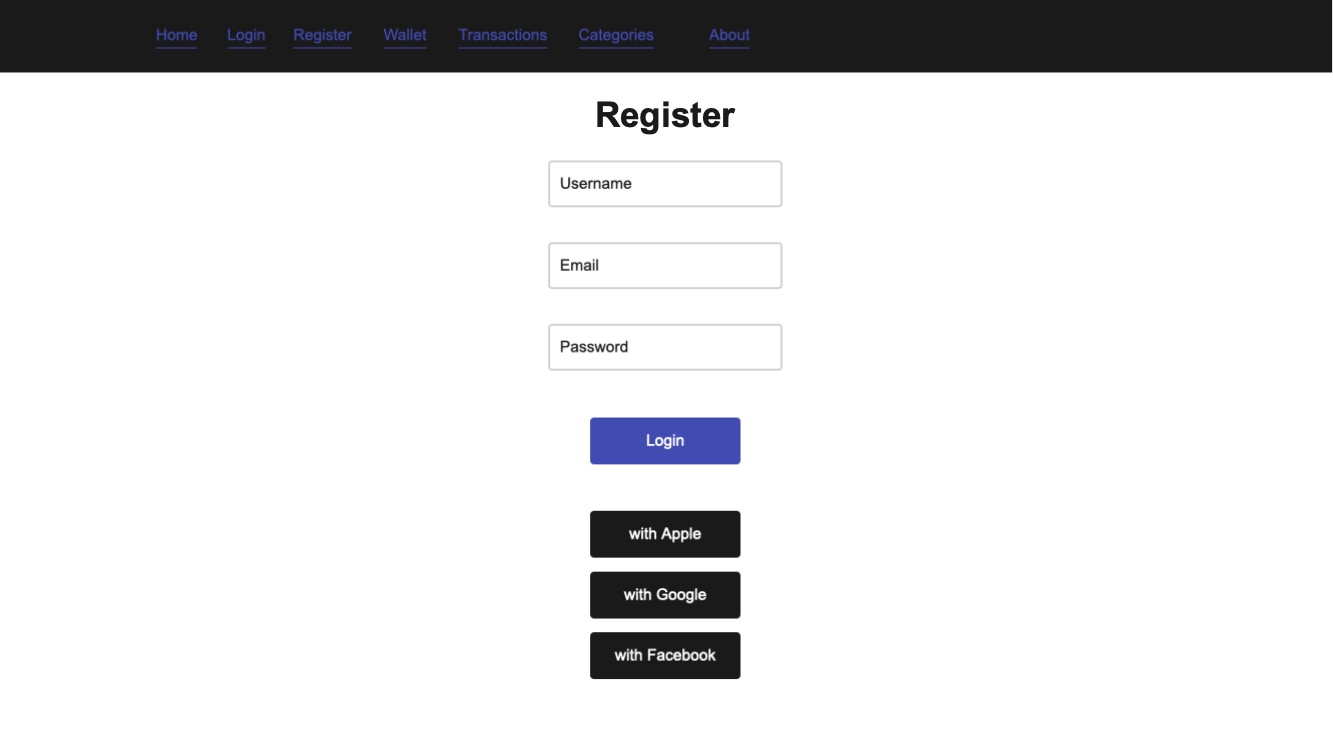 Home Login Register Wallet Transactions Categories About
Register
Username
Email
Password
Login
with Apple
with Google
with Facebook